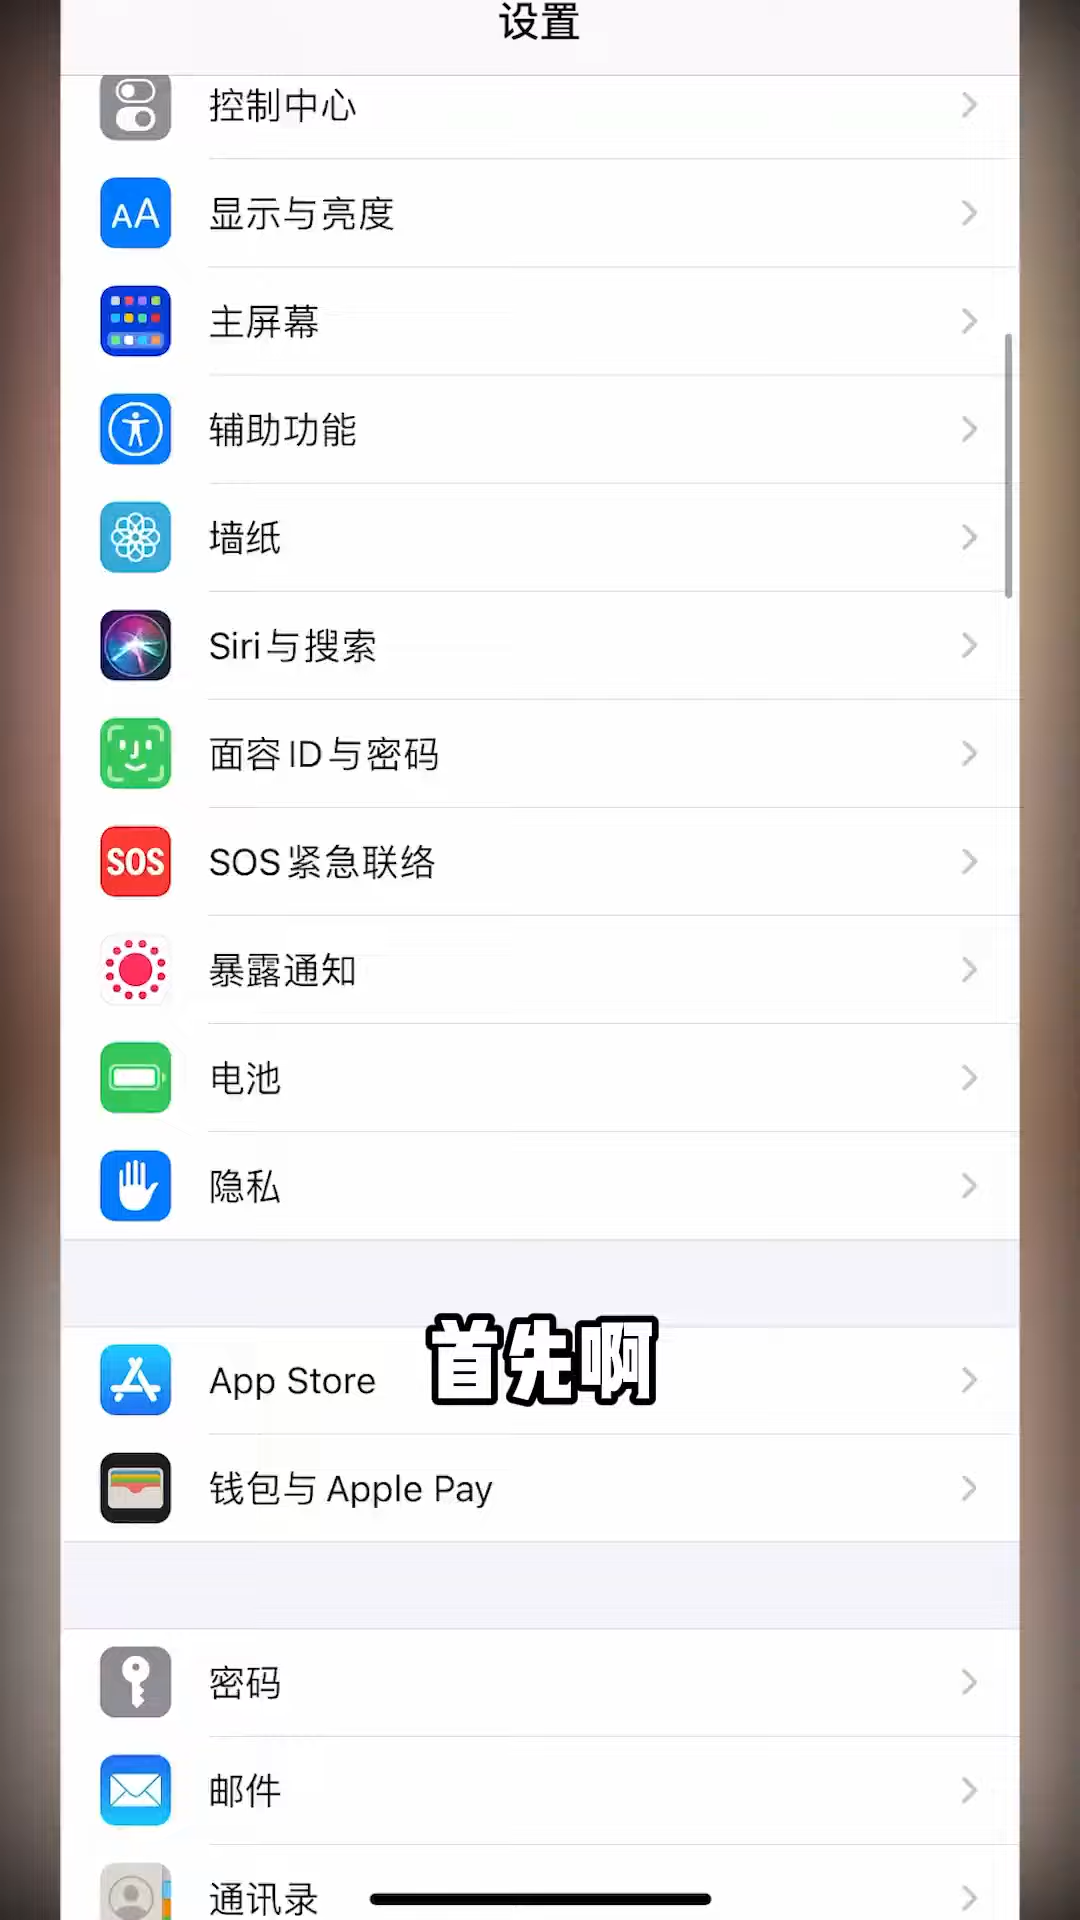 设置
控制中心
AA 显示与亮度
主屏幕
辅助功能
墙纸
Siri与搜索
面容ID与密码
SOS SOS紧急联络
暴露通知
电池
隐私
首先啊
App Store
钱包与 Apple Pay
密码
邮件
通讯录